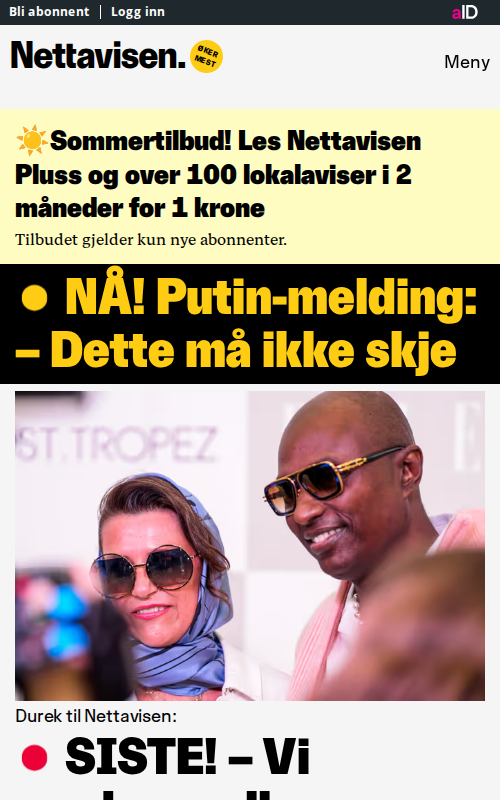 Bli abonnent | Logg inn
aID
Nettavisen.
ØKER
MEST
Meny
☀️Sommertilbud! Les Nettavisen
Pluss og over 100 lokalaviser i 2
måneder for 1 krone
Tilbudet gjelder kun nye abonnenter.
NÅ! Putin-melding:
– Dette må ikke skje
ST.TROPEZ
Durek til Nettavisen:
SISTE! – Vi